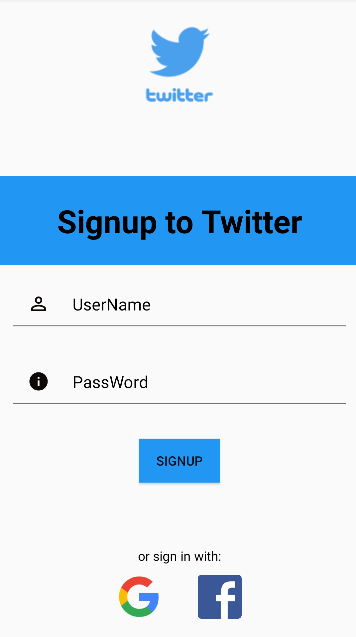 twitter
Signup to Twitter
UserName
PassWord
SIGNUP
or sign in with: